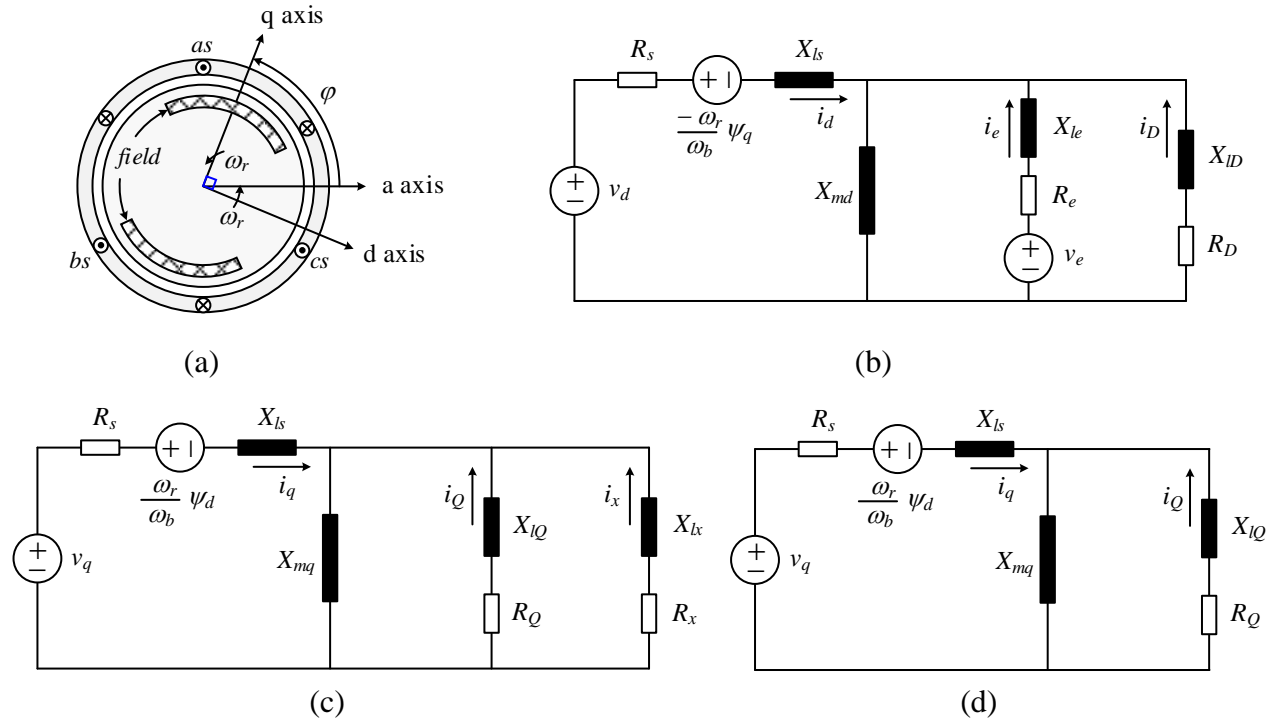 q axis
as
φ
field
ω_r
a axis
ω_r
d axis
bs
cs
(a)
R_s
+ −
X_ls
i_d
−ω_r/ω_b ψ_q
v_d
+ −
X_md
i_e
X_le
R_e
v_e
+ −
i_D
X_lD
R_D
(b)
R_s
+ −
X_ls
i_q
ω_r/ω_b ψ_d
v_q
+ −
X_mq
i_Q
X_lQ
R_Q
i_x
X_lx
R_x
(c)
R_s
+ −
X_ls
i_q
ω_r/ω_b ψ_d
v_q
+ −
X_mq
i_Q
X_lQ
R_Q
(d)